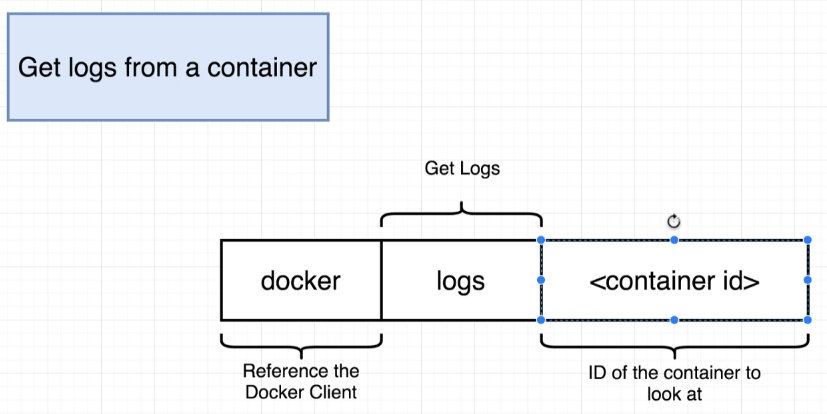 Get logs from a container
Get Logs
docker
logs
<container id>
Reference the
Docker Client
ID of the container to
look at